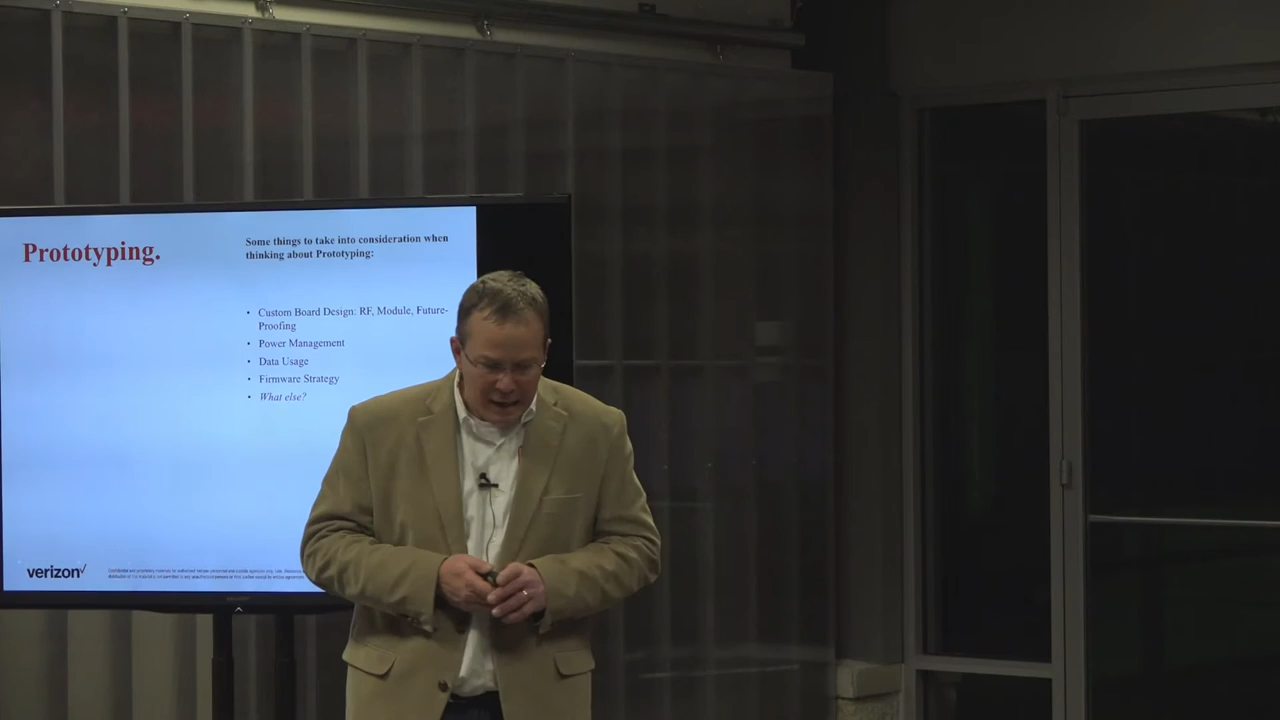 Prototyping.
Some things to take into consideration when
thinking about Prototyping:
• Custom Board Design: RF, Module, Future-
Proofing
• Power Management
• Data Usage
• Firmware Strategy
• What else?
verizon